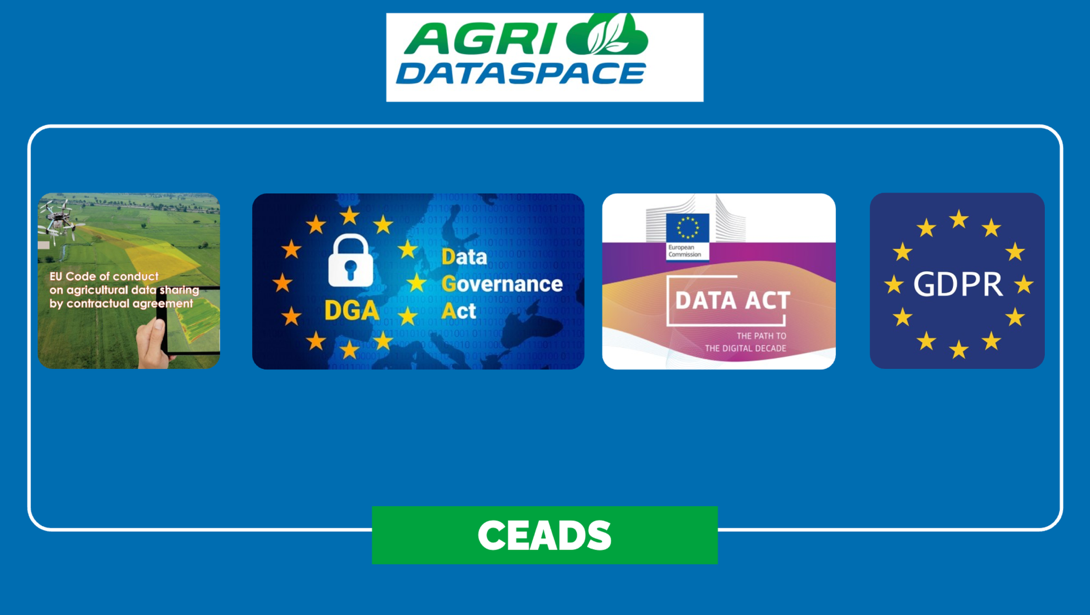 AGRI
DATASPACE
EU Code of conduct
on agricultural data sharing
by contractual agreement
DGA
Data
Governance
Act
European
Commission
DATA ACT
THE PATH TO
THE DIGITAL DECADE
GDPR
CEADS